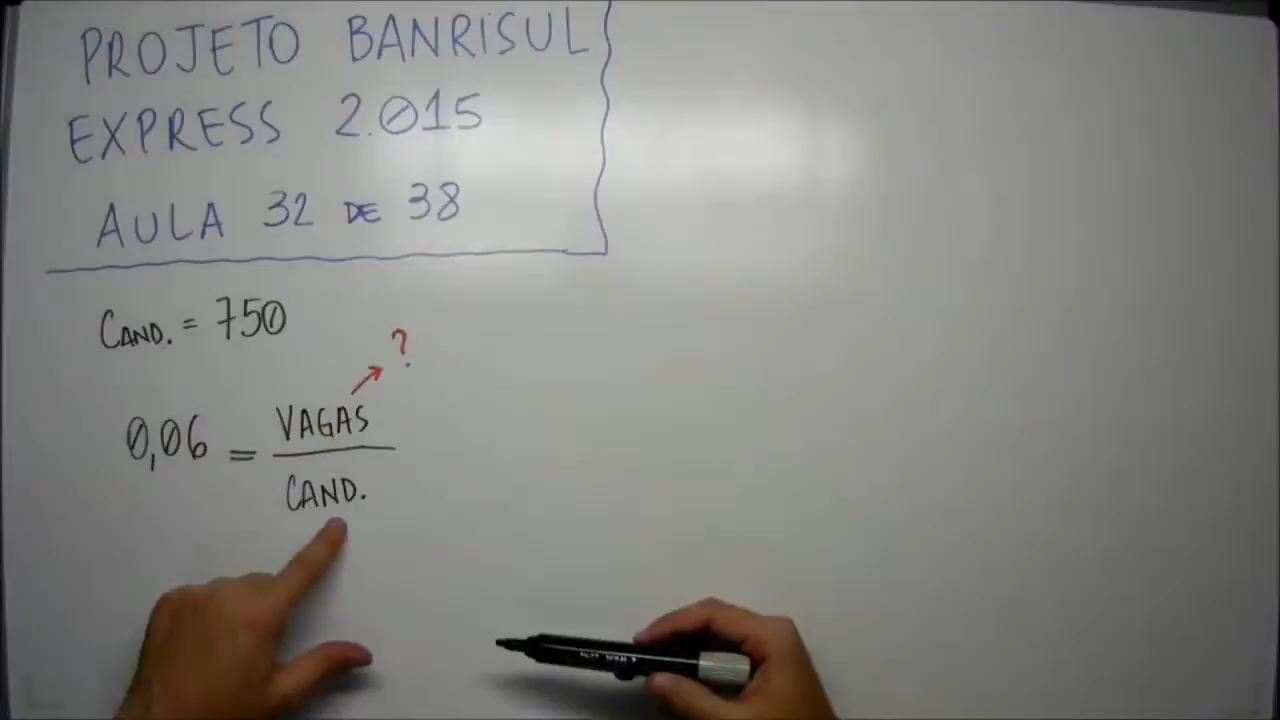 PROJETO BANRISUL
EXPRESS 2.015
AULA 32 DE 38
CAND. = 750
?
0,06 = VAGAS
CAND.